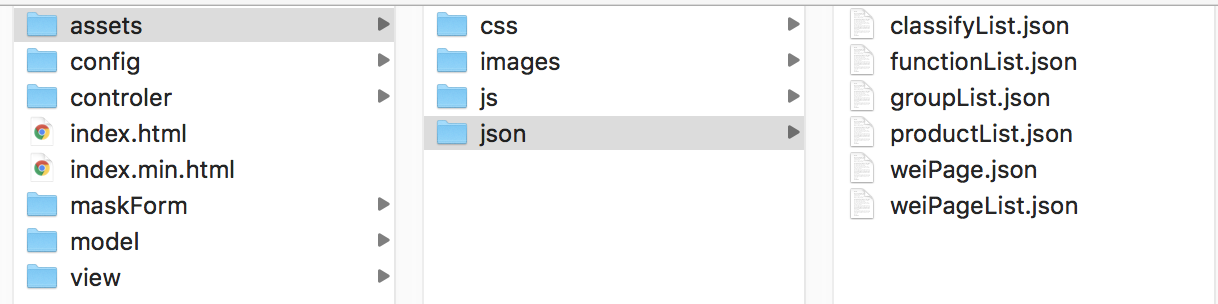 assets
config
controler
index.html
index.min.html
maskForm
model
view
css
images
js
json
classifyList.json
functionList.json
groupList.json
productList.json
weiPage.json
weiPageList.json